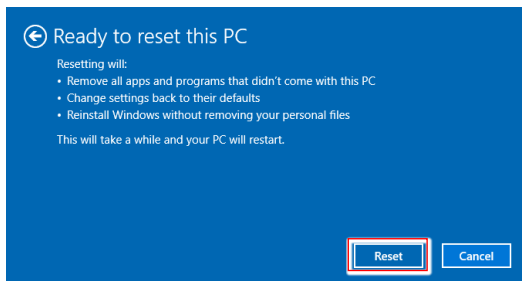 Ready to reset this PC
Resetting will:
• Remove all apps and programs that didn't come with this PC
• Change settings back to their defaults
• Reinstall Windows without removing your personal files
This will take a while and your PC will restart.
Reset
Cancel